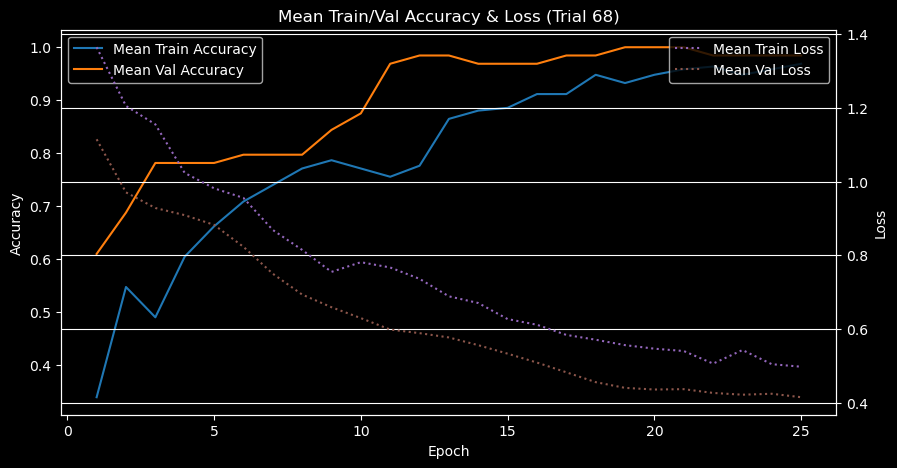 Mean Train/Val Accuracy & Loss (Trial 68)
Mean Train Accuracy
Mean Val Accuracy
Mean Train Loss
Mean Val Loss
1.0
0.9
0.8
0.7
0.6
0.5
0.4
Accuracy
1.4
1.2
1.0
0.8
0.6
0.4
Loss
0
5
10
15
20
25
Epoch